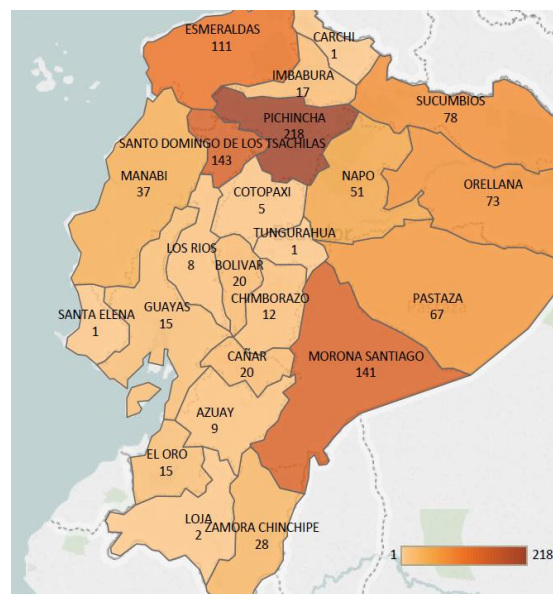 ESMERALDAS
111
CARCHI
1
IMBABURA
17
SUCUMBIOS
78
PICHINCHA
218
SANTO DOMINGO DE LOS TSACHILAS
143
MANABI
37
NAPO
51
ORELLANA
73
COTOPAXI
5
TUNGURAHUA
1
LOS RIOS
8
BOLIVAR
20
CHIMBORAZO
12
PASTAZA
67
SANTA ELENA
1
GUAYAS
15
CAÑAR
20
MORONA SANTIAGO
141
AZUAY
9
EL ORO
15
LOJA
2
ZAMORA CHINCHIPE
28
1
218